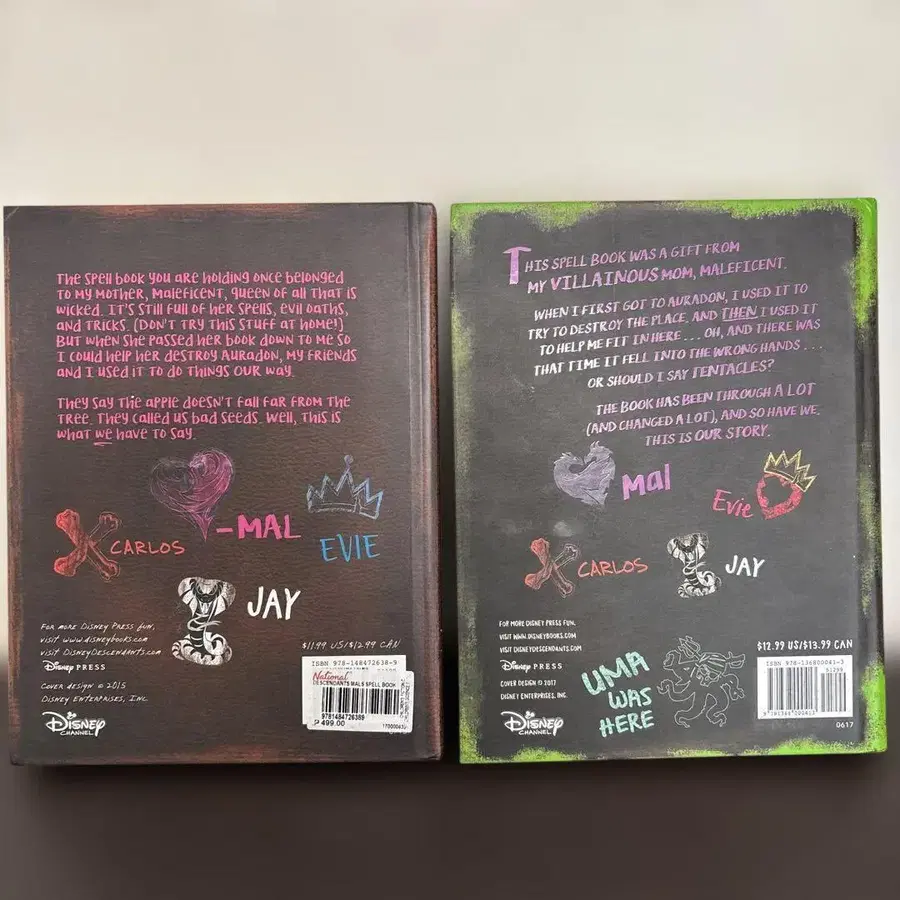 THE SPELL BOOK YOU ARE HOLDING ONCE BELONGED
TO MY MOTHER, MALEFICENT, QUEEN OF ALL THAT IS
WICKED. IT'S STILL FULL OF HER SPELLS, EVIL OATHS,
AND TRICKS. (DON'T TRY THIS STUFF AT HOME!)
BUT WHEN SHE PASSED HER BOOK DOWN TO ME SO
I COULD HELP HER DESTROY AURADON, MY FRIENDS
AND I USED IT TO DO THINGS OUR WAY.
THEY SAY THE APPLE DOESN'T FALL FAR FROM THE
TREE. THEY CALLED US BAD SEEDS. WELL, THIS IS
WHAT WE HAVE TO SAY.
-MAL
EVIE
CARLOS
JAY
FOR MORE DISNEY PRESS FUN,
VISIT WWW.DISNEYBOOKS.COM
VISIT DISNEYDESCENDANTS.COM
DISNEY PRESS
COVER DESIGN © 2015
DISNEY ENTERPRISES, INC.
Disney
CHANNEL
$11.99 US/$12.99 CAN
ISBN 978-148472638-9
National
DESCENDANTS MALS SPELL BOOK
9781484726389
P 499.00
THIS SPELL BOOK WAS A GIFT FROM
MY VILLAINOUS MOM, MALEFICENT.
WHEN I FIRST GOT TO AURADON, I USED IT TO
TRY TO DESTROY THE PLACE, AND THEN I USED IT
TO HELP ME FIT IN HERE . . . OH, AND THERE WAS
THAT TIME IT FELL INTO THE WRONG HANDS . . .
OR SHOULD I SAY TENTACLES?
THE BOOK HAS BEEN THROUGH A LOT
(AND CHANGED A LOT), AND SO HAVE WE.
THIS IS OUR STORY.
Mal
Evie
CARLOS
JAY
FOR MORE DISNEY PRESS FUN,
VISIT WWW.DISNEYBOOKS.COM
VISIT DISNEYDESCENDANTS.COM
DISNEY PRESS
COVER DESIGN © 2017
DISNEY ENTERPRISES, INC.
Disney
CHANNEL
UMA
WAS
HERE
$12.99 US/$13.99 CAN
ISBN 978-136800041-3
51299
9 781368 000413
0617